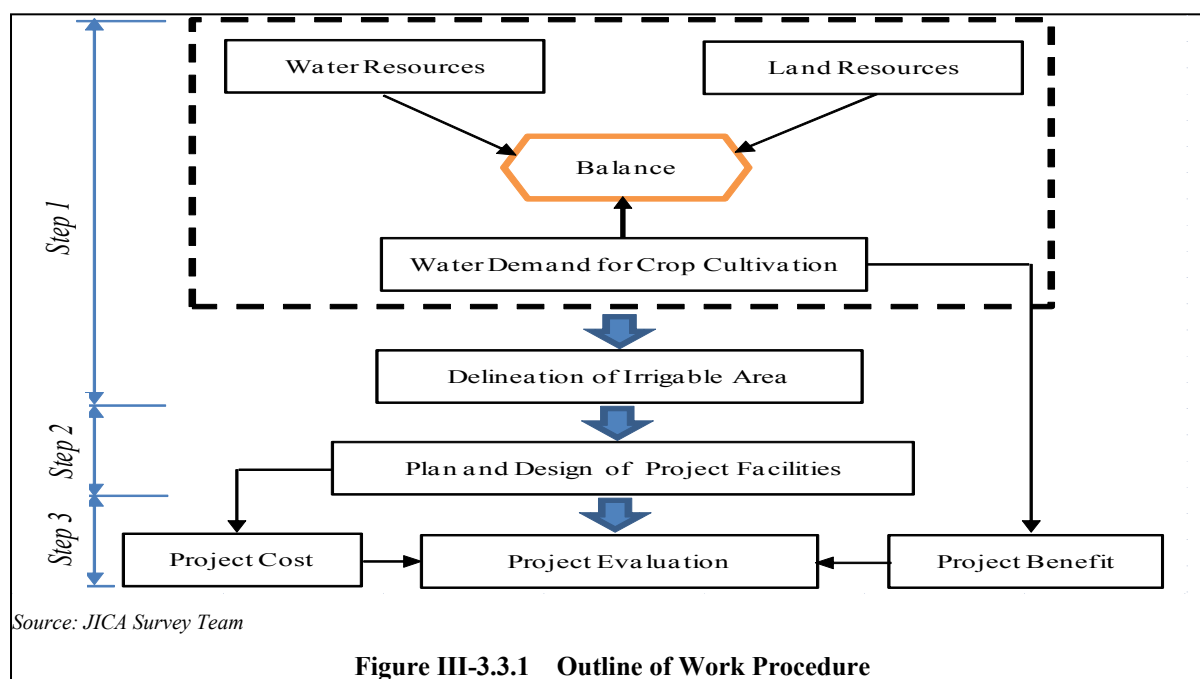 Water Resources
Land Resources
Balance
Step 1
Water Demand for Crop Cultivation
Delineation of Irrigable Area
Step 2
Plan and Design of Project Facilities
Step 3
Project Cost
Project Evaluation
Project Benefit
Source: JICA Survey Team
Figure III-3.3.1 Outline of Work Procedure